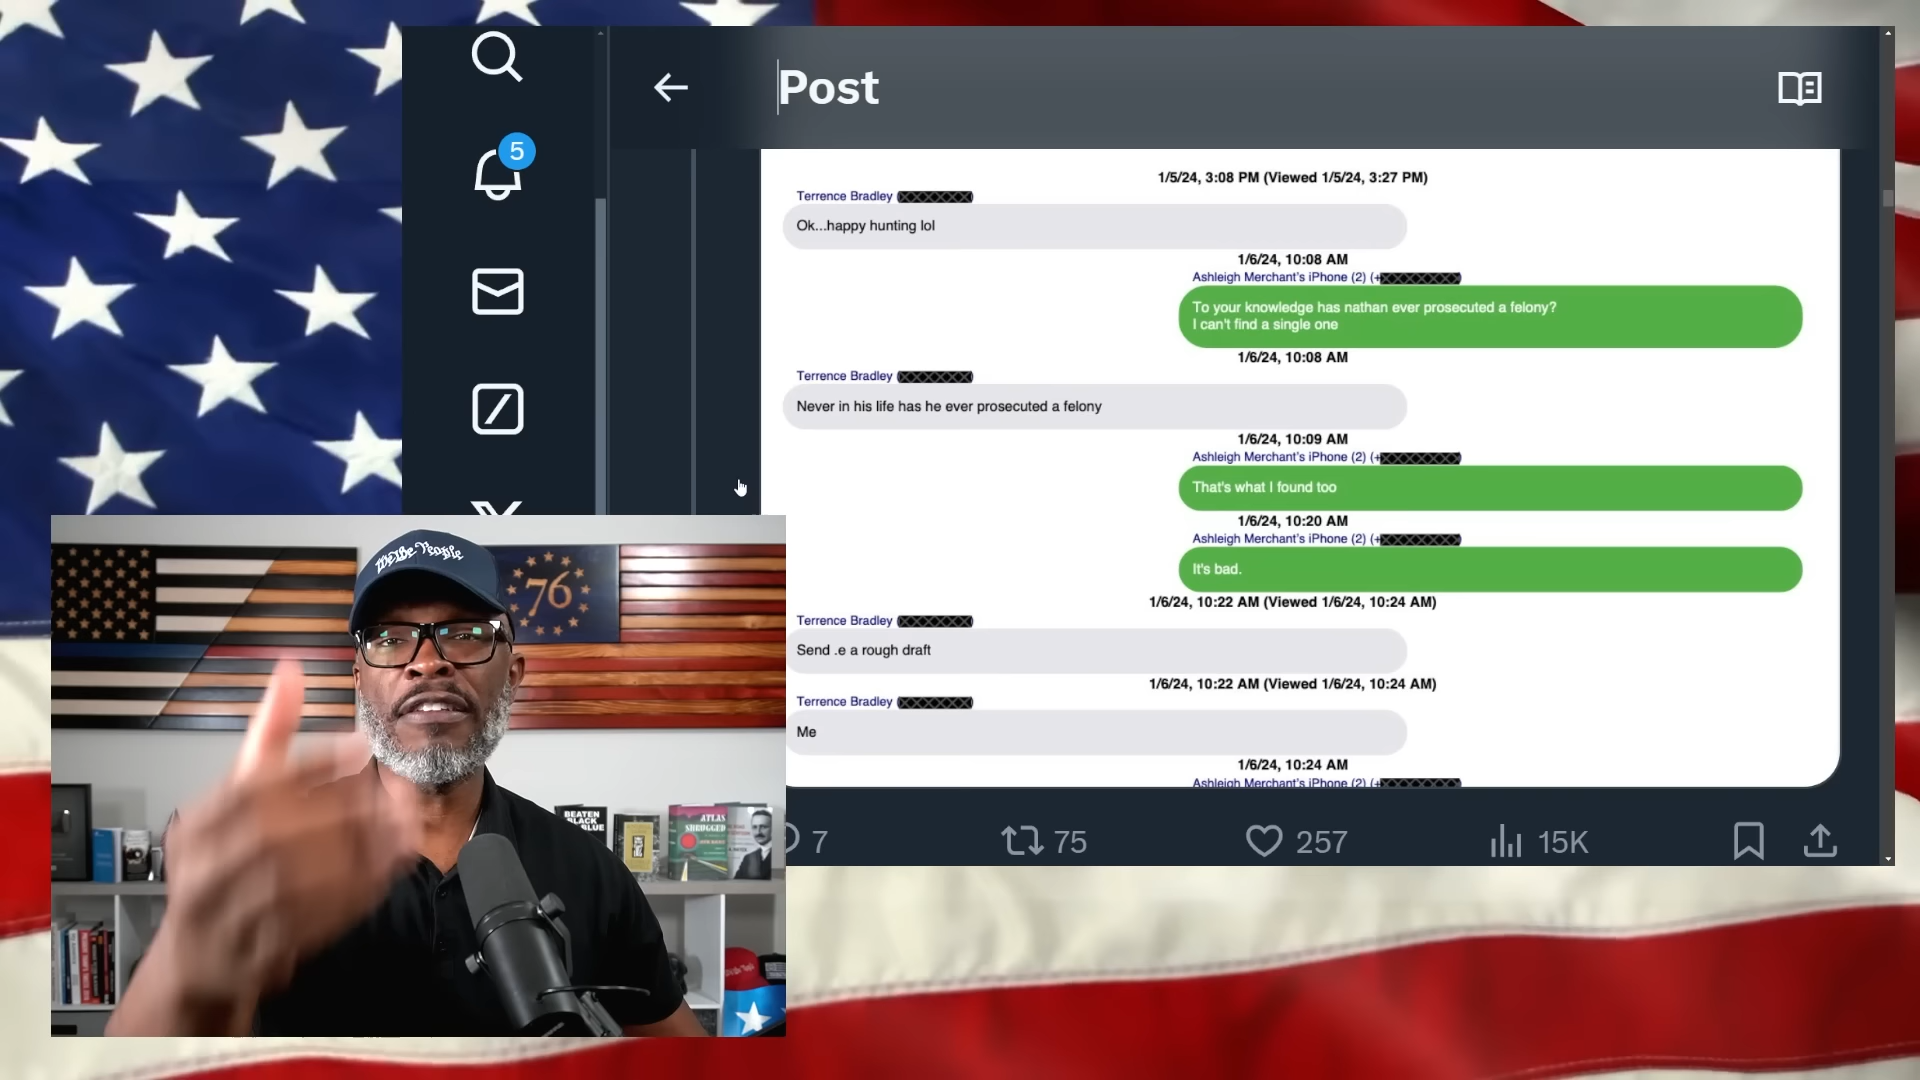 5
Post
1/5/24, 3:08 PM (Viewed 1/5/24, 3:27 PM)
Terrence Bradley
Ok...happy hunting lol
1/6/24, 10:08 AM
Ashleigh Merchant's iPhone (2) (+
To your knowledge has nathan ever prosecuted a felony?
I can't find a single one
1/6/24, 10:08 AM
Terrence Bradley
Never in his life has he ever prosecuted a felony
1/6/24, 10:09 AM
Ashleigh Merchant's iPhone (2) (+
That's what I found too
1/6/24, 10:20 AM
Ashleigh Merchant's iPhone (2) (+
It's bad.
1/6/24, 10:22 AM (Viewed 1/6/24, 10:24 AM)
Terrence Bradley
Send .e a rough draft
1/6/24, 10:22 AM (Viewed 1/6/24, 10:24 AM)
Terrence Bradley
Me
1/6/24, 10:24 AM
Ashleigh Merchant's iPhone (2) (+
7
75
257
15K
We The People
76
BEATEN
BLACK
BLUE
ATLAS
SHRUGGED